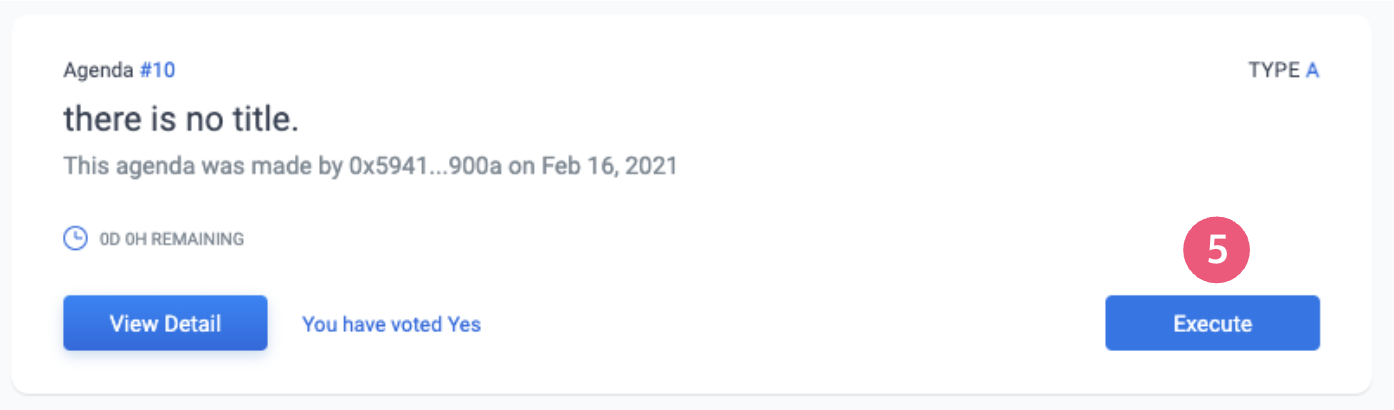 Agenda #10
TYPE A
there is no title.
This agenda was made by 0x5941...900a on Feb 16, 2021
0D 0H REMAINING
5
View Detail
You have voted Yes
Execute